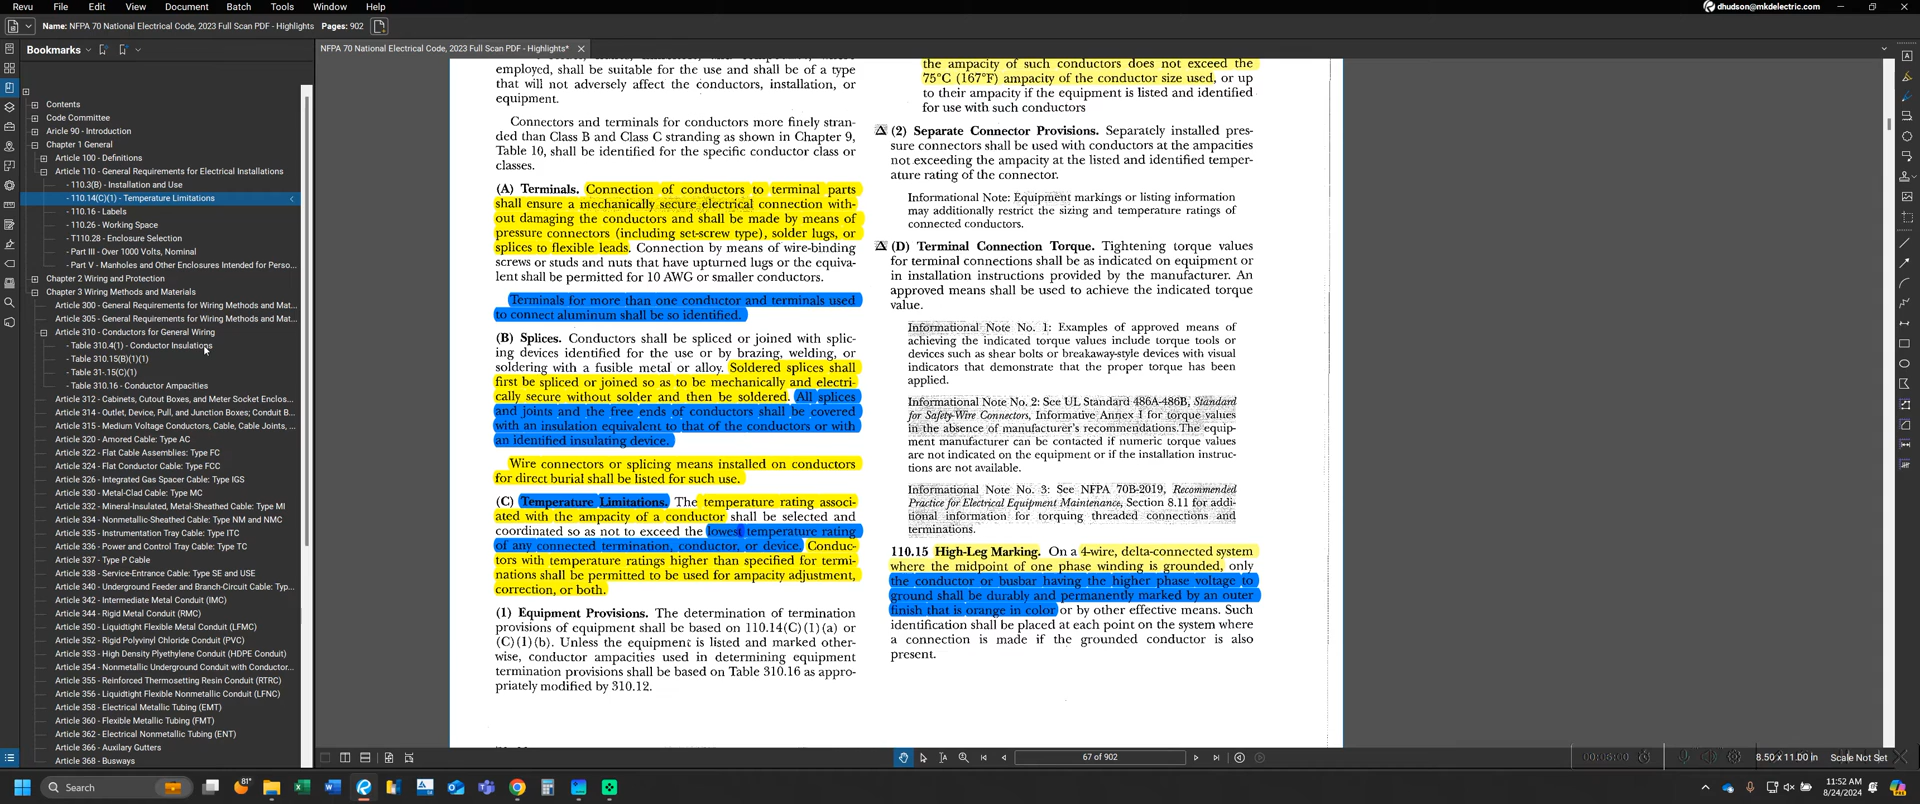 Revu File Edit View Document Batch Tools Window Help
dhudson@mkdelectric.com
Name: NFPA 70 National Electrical Code, 2023 Full Scan PDF - Highlights Pages: 902
Bookmarks
NFPA 70 National Electrical Code, 2023 Full Scan PDF - Highlights*
Contents
Code Committee
Aricle 90 - Introduction
Chapter 1 General
Article 100 - Definitions
Article 110 - General Requirements for Electrical Installations
- 110.3(B) - Installation and Use
- 110.14(C)(1) - Temperature Limitations
- 110.16 - Labels
- 110.26 - Working Space
- T110.28 - Enclosure Selection
- Part III - Over 1000 Volts, Nominal
- Part V - Manholes and Other Enclosures Intended for Perso...
Chapter 2 Wiring and Protection
Chapter 3 Wiring Methods and Materials
Article 300 - General Requirements for Wiring Methods and Mat...
Article 305 - General Requirements for Wiring Methods and Mat...
Article 310 - Conductors for General Wiring
- Table 310.4(1) - Conductor Insulations
- Table 310.15(B)(1)(1)
- Table 31-.15(C)(1)
- Table 310.16 - Conductor Ampacities
Article 312 - Cabinets, Cutout Boxes, and Meter Socket Enclos...
Article 314 - Outlet, Device, Pull, and Junction Boxes; Conduit B...
Article 315 - Medium Voltage Conductors, Cable, Cable Joints, ...
Article 320 - Amored Cable: Type AC
Article 322 - Flat Cable Assemblies: Type FC
Article 324 - Flat Conductor Cable: Type FCC
Article 326 - Integrated Gas Spacer Cable: Type IGS
Article 330 - Metal-Clad Cable: Type MC
Article 332 - Mineral-Insulated, Metal-Sheathed Cable: Type MI
Article 334 - Nonmetallic-Sheathed Cable: Type NM and NMC
Article 335 - Instrumentation Tray Cable: Type ITC
Article 336 - Power and Control Tray Cable: Type TC
Article 337 - Type P Cable
Article 338 - Service-Entrance Cable: Type SE and USE
Article 340 - Underground Feeder and Branch-Circuit Cable: Typ...
Article 342 - Intermediate Metal Conduit (IMC)
Article 344 - Rigid Metal Conduit (RMC)
Article 350 - Liquidtight Flexible Metal Conduit (LFMC)
Article 352 - Rigid Polyvinyl Chloride Conduit (PVC)
Article 353 - High Density Plyethylene Conduit (HDPE Conduit)
Article 354 - Nonmetallic Underground Conduit with Conductor...
Article 355 - Reinforced Thermosetting Resin Conduit (RTRC)
Article 356 - Liquidtight Flexible Nonmetallic Conduit (LFNC)
Article 358 - Electrical Metallic Tubing (EMT)
Article 360 - Flexible Metallic Tubing (FMT)
Article 362 - Electrical Nonmetallic Tubing (ENT)
Article 366 - Auxilary Gutters
Article 368 - Busways
employed, shall be suitable for the use and shall be of a type
that will not adversely affect the conductors, installation, or
equipment.
Connectors and terminals for conductors more finely stran-
ded than Class B and Class C stranding as shown in Chapter 9,
Table 10, shall be identified for the specific conductor class or
classes.
(A) Terminals. Connection of conductors to terminal parts
shall ensure a mechanically secure electrical connection with-
out damaging the conductors and shall be made by means of
pressure connectors (including set-screw type), solder lugs, or
splices to flexible leads. Connection by means of wire-binding
screws or studs and nuts that have upturned lugs or the equiva-
lent shall be permitted for 10 AWG or smaller conductors.
Terminals for more than one conductor and terminals used
to connect aluminum shall be so identified.
(B) Splices. Conductors shall be spliced or joined with splic-
ing devices identified for the use or by brazing, welding, or
soldering with a fusible metal or alloy. Soldered splices shall
first be spliced or joined so as to be mechanically and electri-
cally secure without solder and then be soldered. All splices
and joints and the free ends of conductors shall be covered
with an insulation equivalent to that of the conductors or with
an identified insulating device.
Wire connectors or splicing means installed on conductors
for direct burial shall be listed for such use.
(C) Temperature Limitations. The temperature rating associ-
ated with the ampacity of a conductor shall be selected and
coordinated so as not to exceed the lowest temperature rating
of any connected termination, conductor, or device. Conduc-
tors with temperature ratings higher than specified for termi-
nations shall be permitted to be used for ampacity adjustment,
correction, or both.
(1) Equipment Provisions. The determination of termination
provisions of equipment shall be based on 110.14(C)(1)(a) or
(C)(1)(b). Unless the equipment is listed and marked other-
wise, conductor ampacities used in determining equipment
termination provisions shall be based on Table 310.16 as appro-
priately modified by 310.12.
the ampacity of such conductors does not exceed the
75°C (167°F) ampacity of the conductor size used, or up
to their ampacity if the equipment is listed and identified
for use with such conductors
Δ (2) Separate Connector Provisions. Separately installed pres-
sure connectors shall be used with conductors at the ampacities
not exceeding the ampacity at the listed and identified temper-
ature rating of the connector.
Informational Note: Equipment markings or listing information
may additionally restrict the sizing and temperature ratings of
connected conductors.
Δ (D) Terminal Connection Torque. Tightening torque values
for terminal connections shall be as indicated on equipment or
in installation instructions provided by the manufacturer. An
approved means shall be used to achieve the indicated torque
value.
Informational Note No. 1: Examples of approved means of
achieving the indicated torque values include torque tools or
devices such as shear bolts or breakaway-style devices with visual
indicators that demonstrate that the proper torque has been
applied.
Informational Note No. 2: See UL Standard 486A-486B, Standard
for Safety-Wire Connectors, Informative Annex I for torque values
in the absence of manufacturer's recommendations.The equip-
ment manufacturer can be contacted if numeric torque values
are not indicated on the equipment or if the installation instruc-
tions are not available.
Informational Note No. 3: See NFPA 70B-2019, Recommended
Practice for Electrical Equipment Maintenance, Section 8.11 for addi-
tional information for torquing threaded connections and
terminations.
110.15 High-Leg Marking. On a 4-wire, delta-connected system
where the midpoint of one phase winding is grounded, only
the conductor or busbar having the higher phase voltage to
ground shall be durably and permanently marked by an outer
finish that is orange in color or by other effective means. Such
identification shall be placed at each point on the system where
a connection is made if the grounded conductor is also
present.
67 of 902
00:05:00
8.50 x 11.00 in Scale Not Set
Search
81°
11:52 AM
8/24/2024